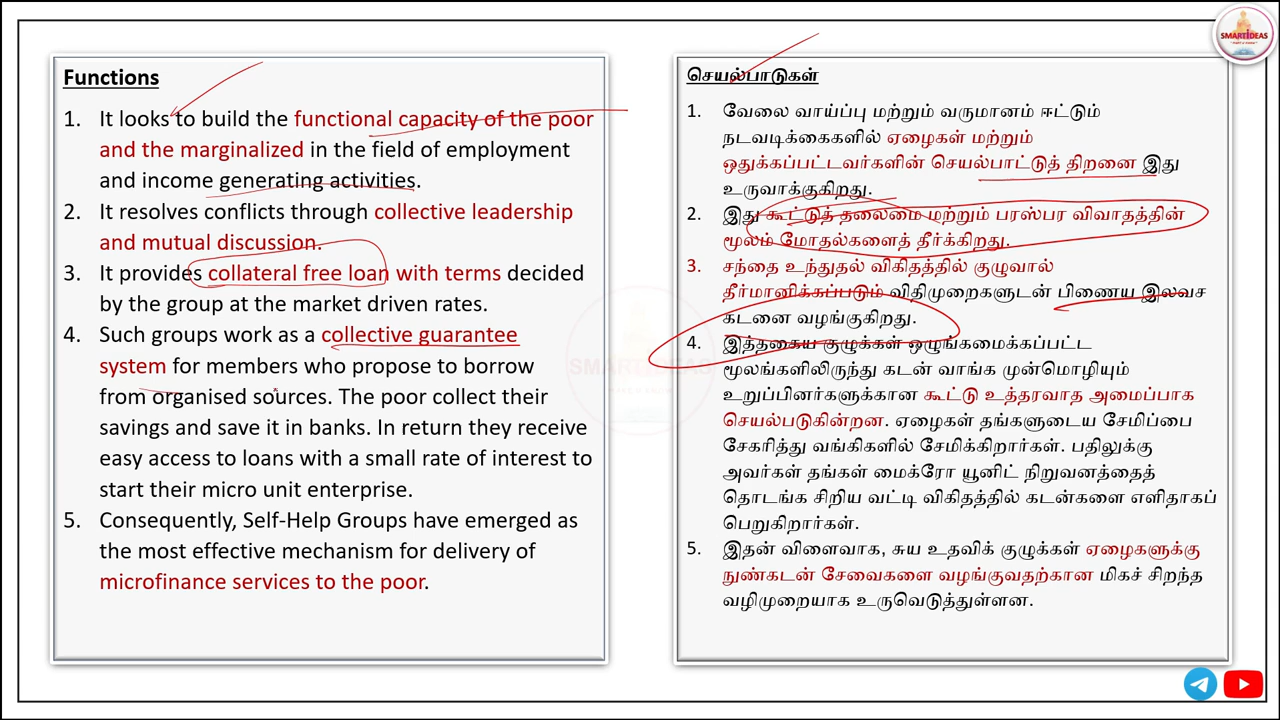 SMARTIDEAS
Functions
1. It looks to build the functional capacity of the poor
and the marginalized in the field of employment
and income generating activities.
2. It resolves conflicts through collective leadership
and mutual discussion.
3. It provides collateral free loan with terms decided
by the group at the market driven rates.
4. Such groups work as a collective guarantee
system for members who propose to borrow
from organised sources. The poor collect their
savings and save it in banks. In return they receive
easy access to loans with a small rate of interest to
start their micro unit enterprise.
5. Consequently, Self-Help Groups have emerged as
the most effective mechanism for delivery of
microfinance services to the poor.
செயல்பாடுகள்
1. வேலை வாய்ப்பு மற்றும் வருமானம் ஈட்டும்
நடவடிக்கைகளில் ஏழைகள் மற்றும்
ஒதுக்கப்பட்டவர்களின் செயல்பாட்டுத் திறனை இது
உருவாக்குகிறது.
2. இது கூட்டுத் தலைமை மற்றும் பரஸ்பர விவாதத்தின்
மூலம் மோதல்களைத் தீர்க்கிறது.
3. சந்தை உந்துதல் விகிதத்தில் குழுவால்
தீர்மானிக்கப்படும் விதிமுறைகளுடன் பிணைய இலவச
கடனை வழங்குகிறது.
4. இத்தகைய குழுக்கள் ஒழுங்கமைக்கப்பட்ட
மூலங்களிலிருந்து கடன் வாங்க முன்மொழியும்
உறுப்பினர்களுக்கான கூட்டு உத்தரவாத அமைப்பாக
செயல்படுகின்றன. ஏழைகள் தங்களுடைய சேமிப்பை
சேகரித்து வங்கிகளில் சேமிக்கிறார்கள். பதிலுக்கு
அவர்கள் தங்கள் மைக்ரோ யூனிட் நிறுவனத்தைத்
தொடங்க சிறிய வட்டி விகிதத்தில் கடன்களை எளிதாகப்
பெறுகிறார்கள்.
5. இதன் விளைவாக, சுய உதவிக் குழுக்கள் ஏழைகளுக்கு
நுண்கடன் சேவைகளை வழங்குவதற்கான மிகச் சிறந்த
வழிமுறையாக உருவெடுத்துள்ளன.
SMARTIDEAS